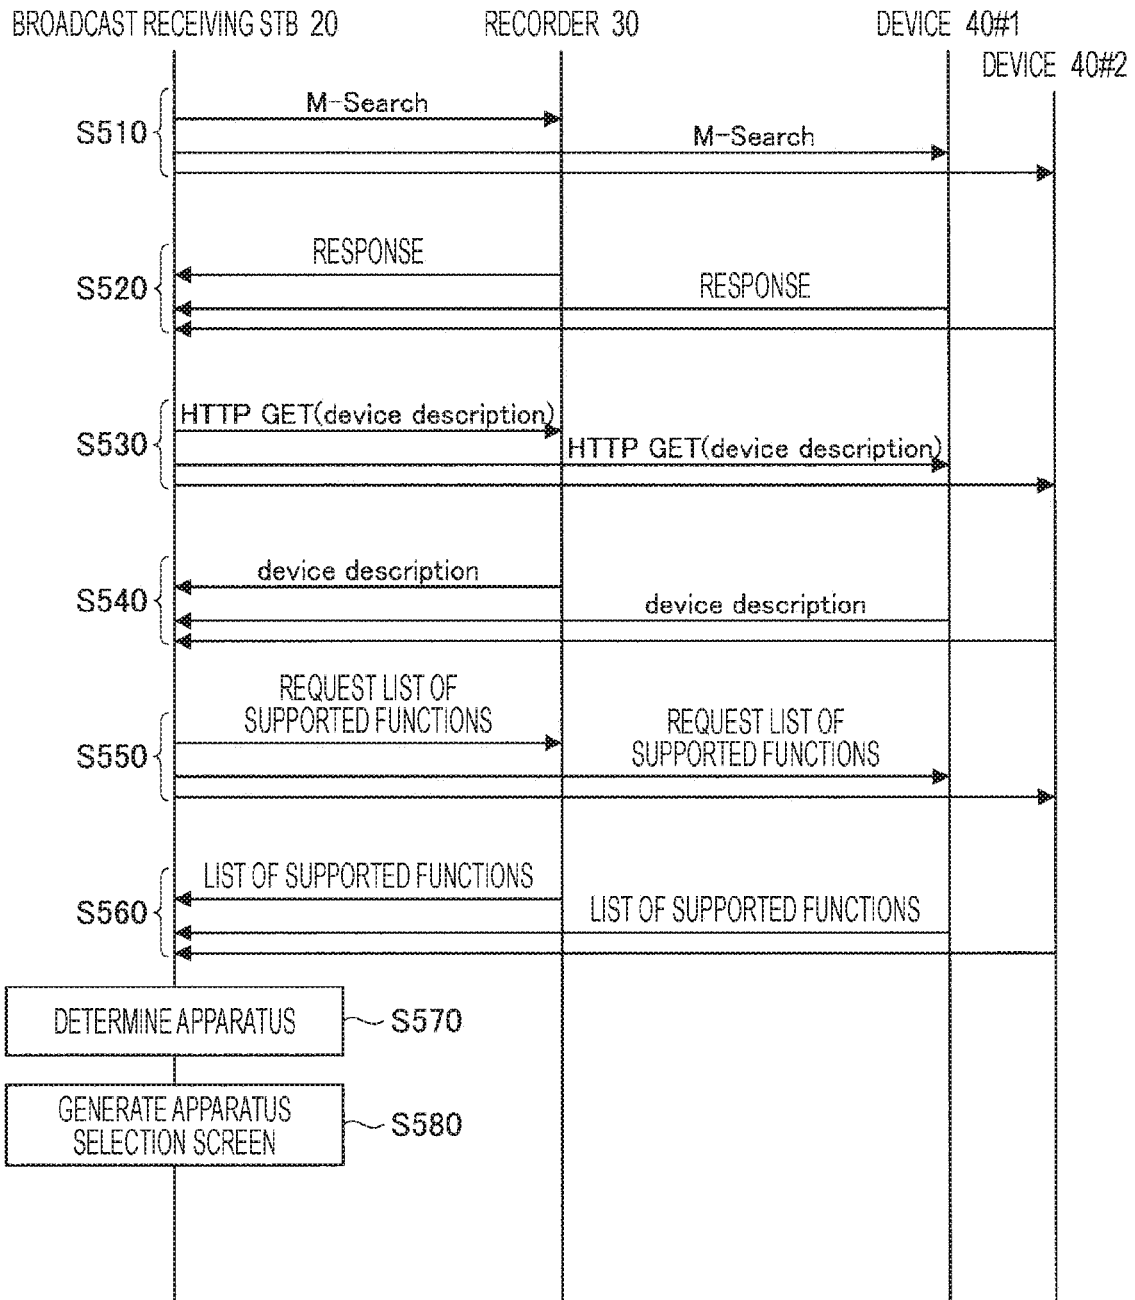 BROADCAST RECEIVING STB 20
RECORDER 30
DEVICE 40#1
DEVICE 40#2
S510
M-Search
M-Search
S520
RESPONSE
RESPONSE
S530
HTTP GET(device description)
HTTP GET(device description)
S540
device description
device description
S550
REQUEST LIST OF
SUPPORTED FUNCTIONS
REQUEST LIST OF
SUPPORTED FUNCTIONS
S560
LIST OF SUPPORTED FUNCTIONS
LIST OF SUPPORTED FUNCTIONS
DETERMINE APPARATUS
S570
GENERATE APPARATUS
SELECTION SCREEN
S580